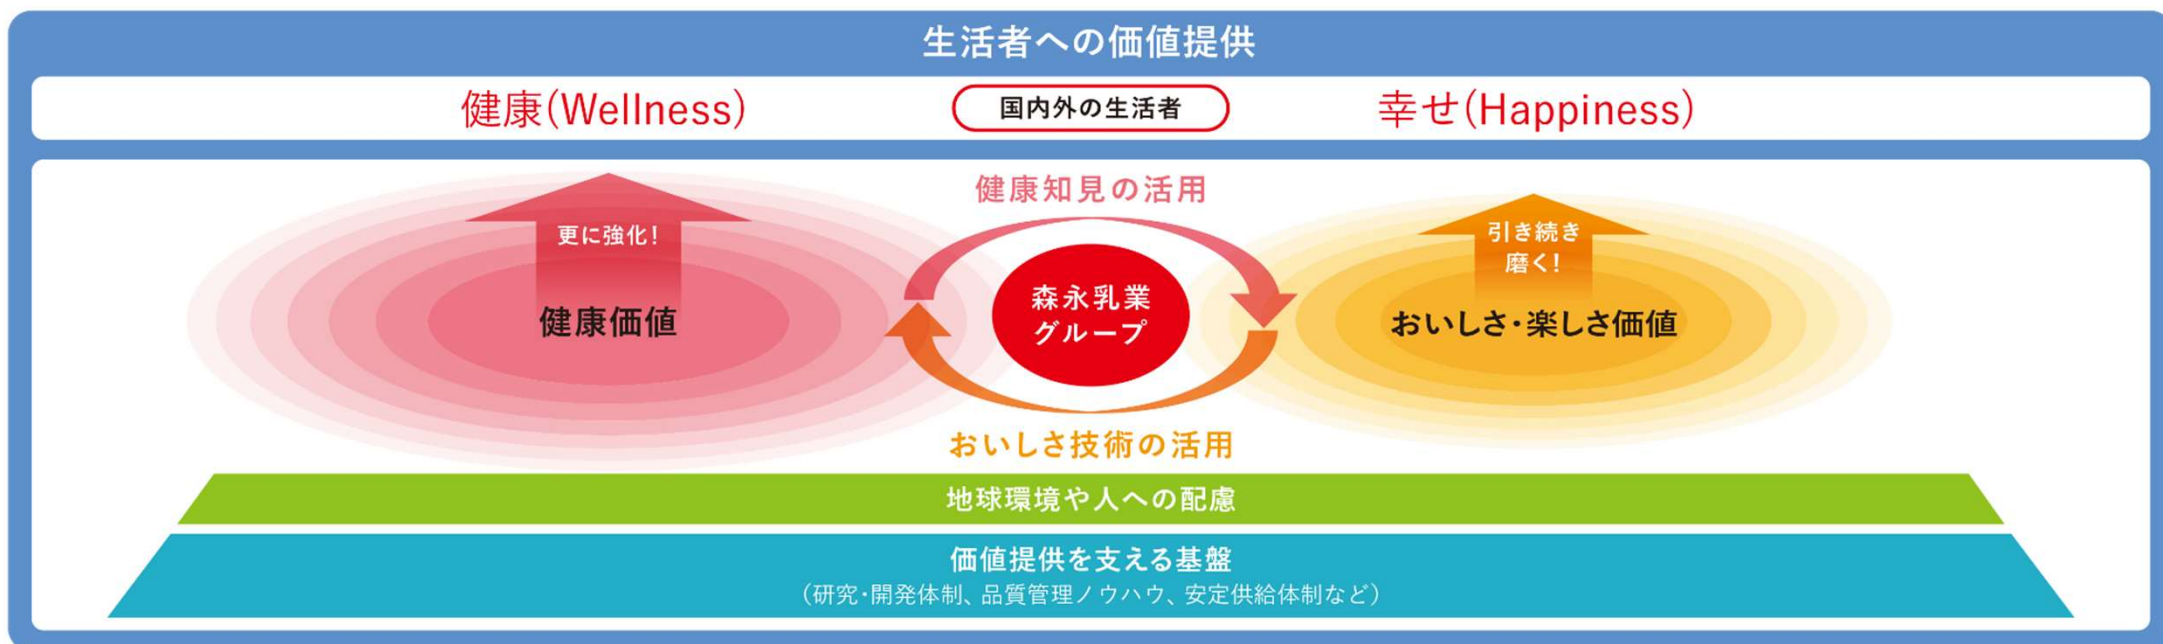 生活者への価値提供
健康(Wellness)
国内外の生活者
幸せ(Happiness)
健康知見の活用
更に強化!
引き続き
磨く!
健康価値
森永乳業
グループ
おいしさ・楽しさ価値
おいしさ技術の活用
地球環境や人への配慮
価値提供を支える基盤
(研究・開発体制、品質管理ノウハウ、安定供給体制など)